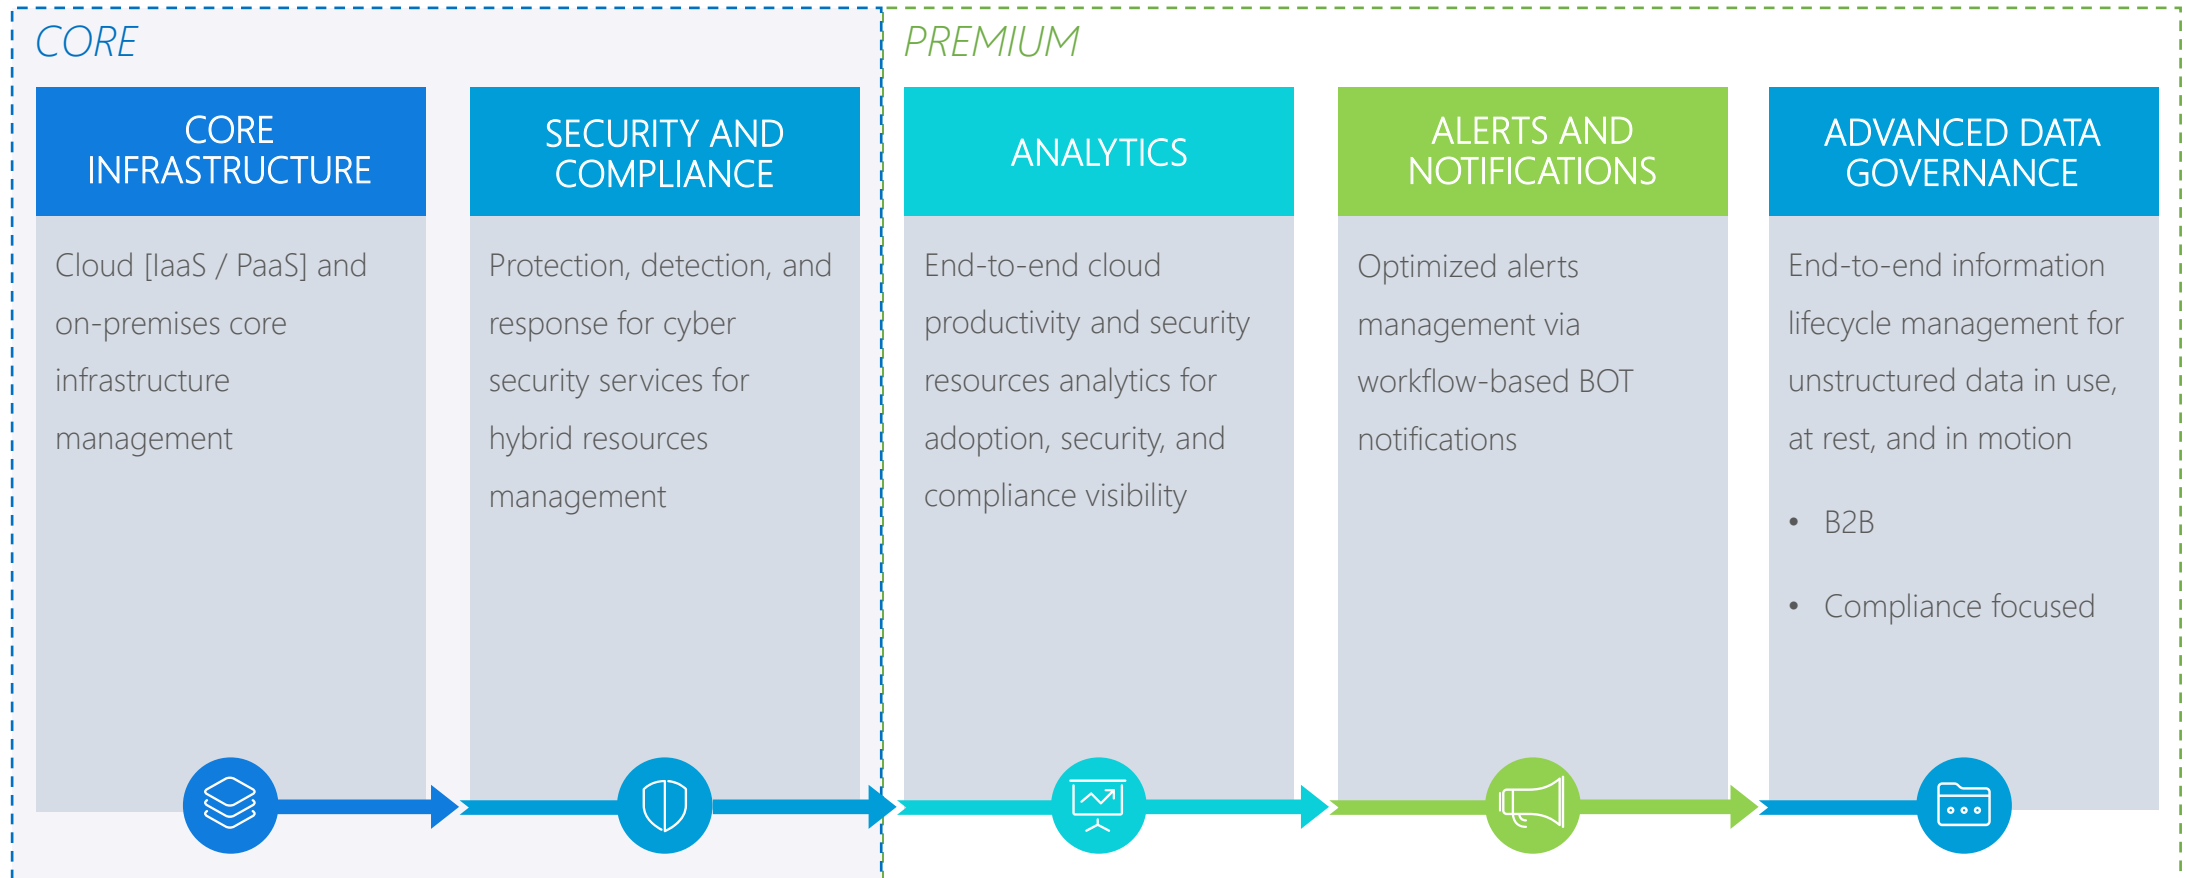 CORE
PREMIUM
CORE
INFRASTRUCTURE
Cloud [IaaS / PaaS] and
on-premises core
infrastructure
management
SECURITY AND
COMPLIANCE
Protection, detection, and
response for cyber
security services for
hybrid resources
management
ANALYTICS
End-to-end cloud
productivity and security
resources analytics for
adoption, security, and
compliance visibility
ALERTS AND
NOTIFICATIONS
Optimized alerts
management via
workflow-based BOT
notifications
ADVANCED DATA
GOVERNANCE
End-to-end information
lifecycle management for
unstructured data in use,
at rest, and in motion
• B2B
• Compliance focused